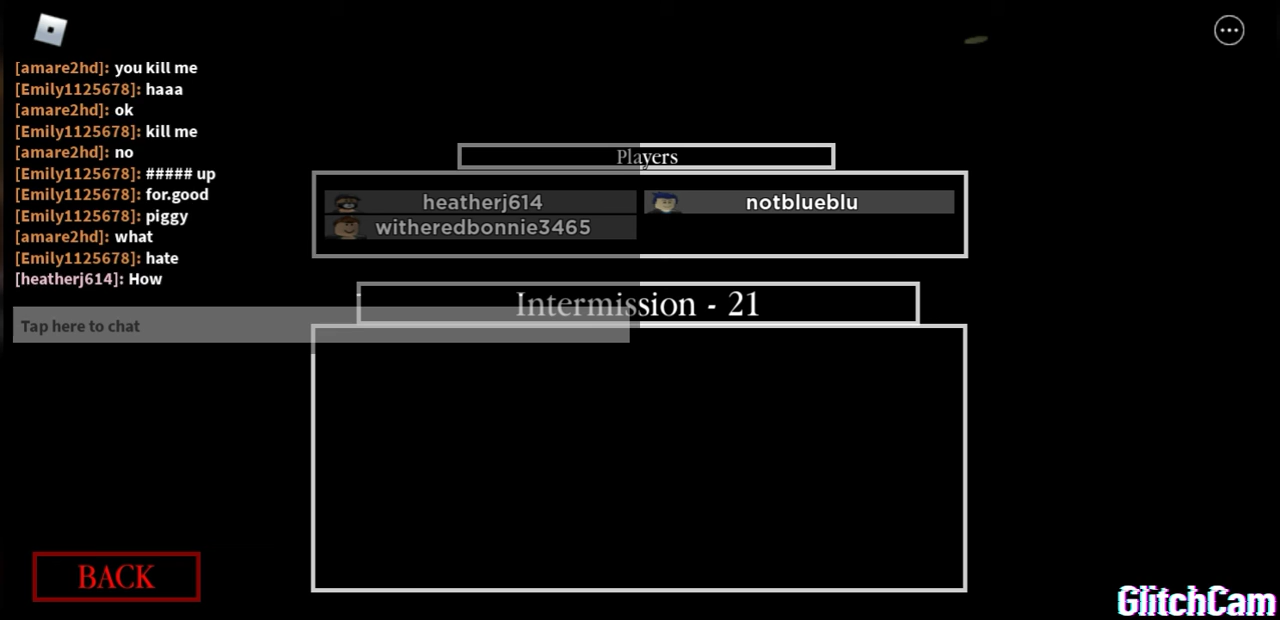 [amare2hd]: you kill me
[Emily1125678]: haaa
[amare2hd]: ok
[Emily1125678]: kill me
[amare2hd]: no
[Emily1125678]: ##### up
[Emily1125678]: for.good
[Emily1125678]: piggy
[amare2hd]: what
[Emily1125678]: hate
[heatherj614]: How
Tap here to chat
Players
heatherj614
notblueblu
witheredbonnie3465
Intermission - 21
BACK
GlitchCam